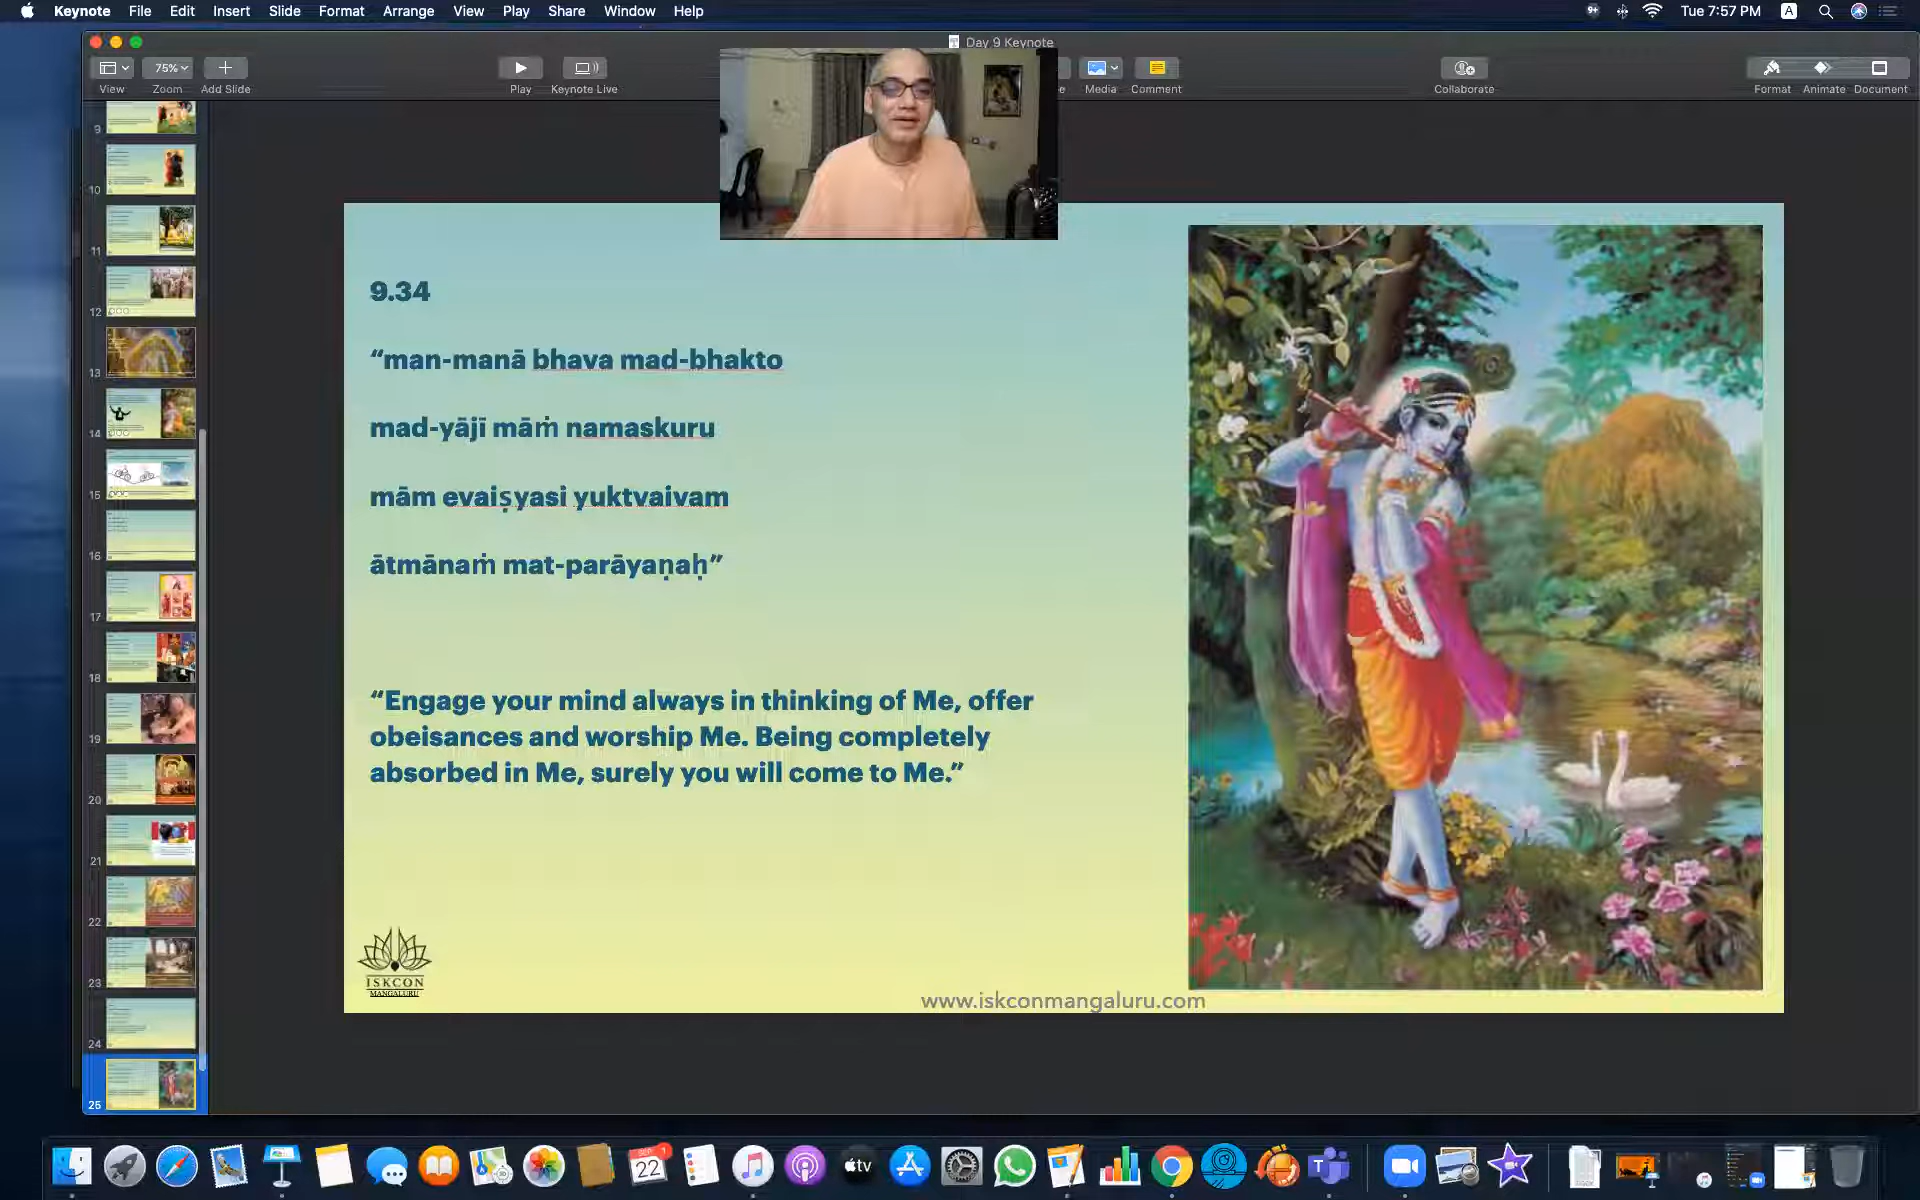 Keynote File Edit Insert Slide Format Arrange View Play Share Window Help
9+ Tue 7:57 PM A
Day 9 Keynote
75%
View Zoom Add Slide Play Keynote Live Media Comment Collaborate Format Animate Document
9
10
11
12
13
14
15
16
17
18
19
20
21
22
23
24
25
9.34
“man-manā bhava mad-bhakto
mad-yājī māṁ namaskuru
mām evaiṣyasi yuktvaivam
ātmānaṁ mat-parāyaṇaḥ”
“Engage your mind always in thinking of Me, offer
obeisances and worship Me. Being completely
absorbed in Me, surely you will come to Me.”
ISKCON
MANGALURU
www.iskconmangaluru.com
SEP
22
1
tv